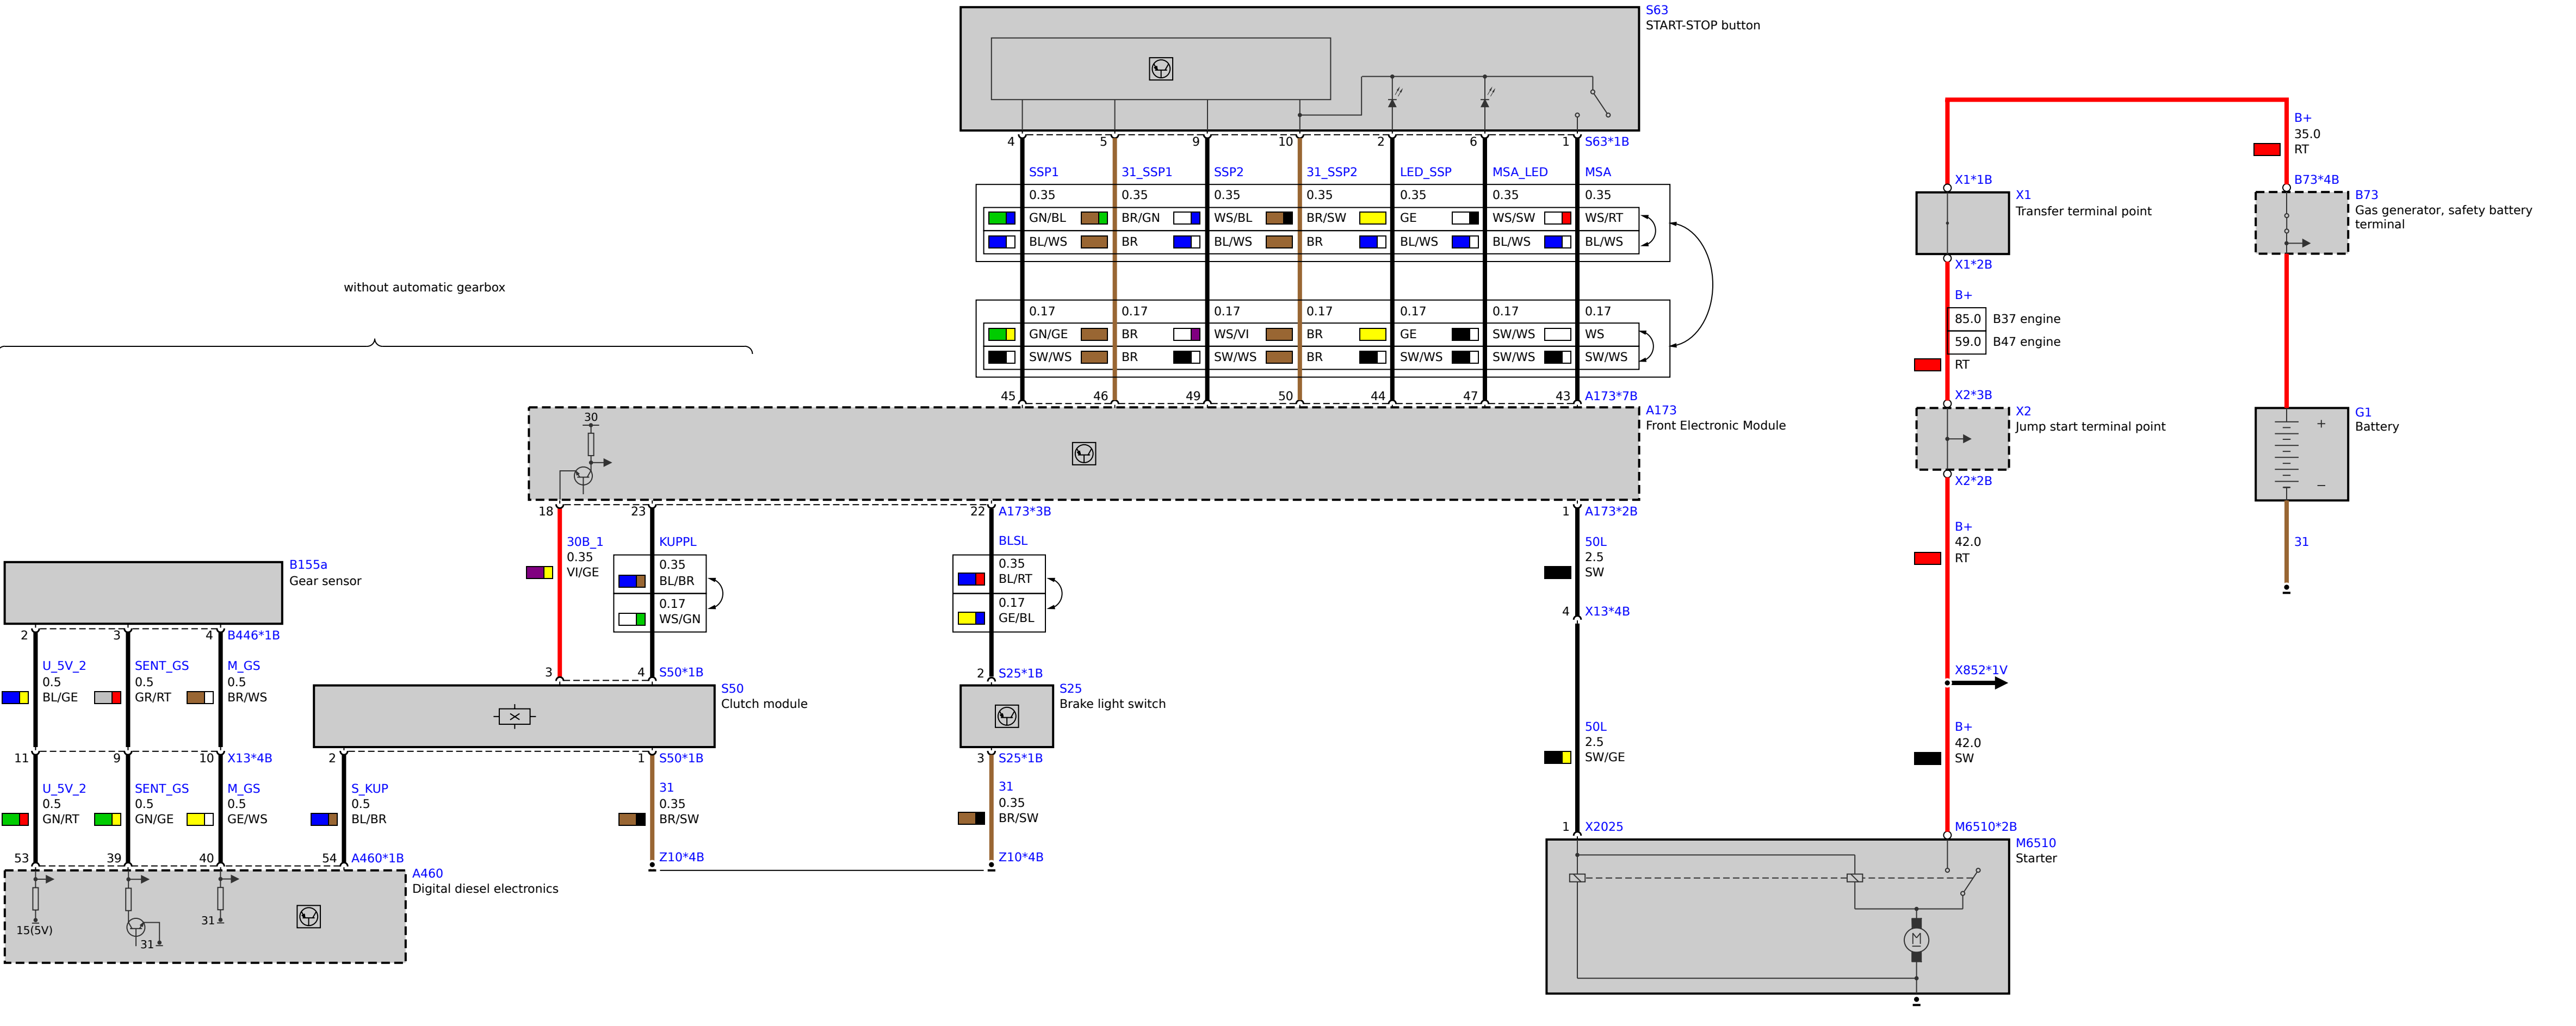 S63
START-STOP button
4 5 9 10 2 6 1 S63*1B
SSP1 31_SSP1 SSP2 31_SSP2 LED_SSP MSA_LED MSA
0.35 0.35 0.35 0.35 0.35 0.35 0.35
GN/BL BR/GN WS/BL BR/SW GE WS/SW WS/RT
BL/WS BR BL/WS BR BL/WS BL/WS BL/WS
0.17 0.17 0.17 0.17 0.17 0.17 0.17
GN/GE BR WS/VI BR GE SW/WS WS
SW/WS BR SW/WS BR SW/WS SW/WS SW/WS
45 46 49 50 44 47 43 A173*7B
A173
Front Electronic Module
30
without automatic gearbox
18 23 22 A173*3B 1 A173*2B
30B_1
0.35
VI/GE
KUPPL
0.35
BL/BR
0.17
WS/GN
BLSL
0.35
BL/RT
0.17
GE/BL
50L
2.5
SW
4 X13*4B
50L
2.5
SW/GE
1 X2025
3 4 S50*1B
S50
Clutch module
2 1 S50*1B
2 S25*1B
S25
Brake light switch
3 S25*1B
31
0.35
BR/SW
Z10*4B
31
0.35
BR/SW
Z10*4B
B155a
Gear sensor
2 3 4 B446*1B
U_5V_2 SENT_GS M_GS
0.5 0.5 0.5
BL/GE GR/RT BR/WS
11 9 10 X13*4B
U_5V_2 SENT_GS M_GS S_KUP
0.5 0.5 0.5 0.5
GN/RT GN/GE GE/WS BL/BR
53 39 40 54 A460*1B
A460
Digital diesel electronics
15(5V) 31 31
B+
35.0
RT
X1*1B
X1
Transfer terminal point
X1*2B
B+
85.0 B37 engine
59.0 B47 engine
RT
X2*3B
X2
Jump start terminal point
X2*2B
B+
42.0
RT
X852*1V
B+
42.0
SW
M6510*2B
M6510
Starter
M
B73*4B
B73
Gas generator, safety battery
terminal
G1
Battery
+
−
31